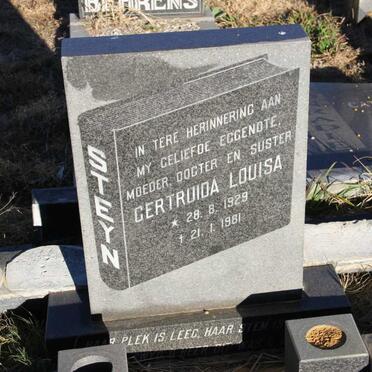 BEHRENS
STEYN
IN TERE HERINNERING AAN
MY GELIEFDE EGGENOTE,
MOEDER, DOGTER EN SUSTER
GERTRUIDA LOUISA
* 28. 8. 1929
† 21. 1. 1981
PLEK IS LEEG, HAAR